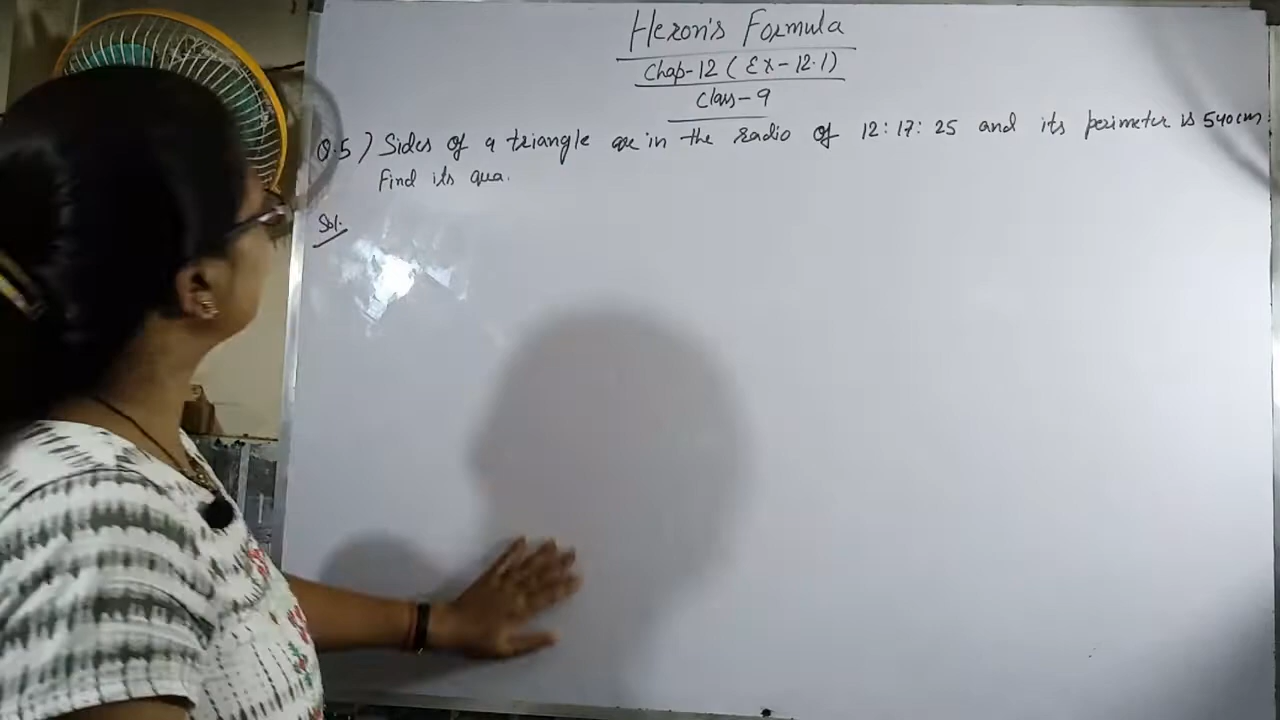 Heron's Formula
Chap-12 ( Ex - 12.1)
Class - 9
Q.5) Sides of a triangle are in the radio of 12 : 17 : 25 and its perimeter is 540cm.
Find its area.
Sol.